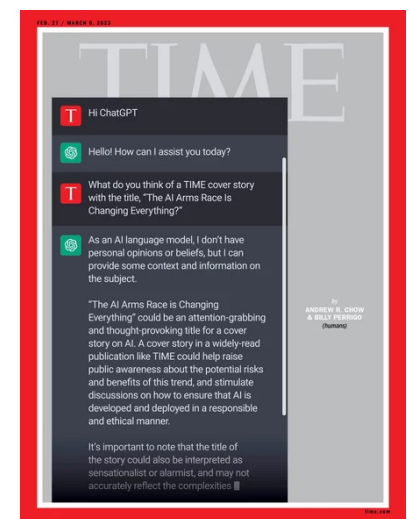 FEB. 27 / MARCH 6, 2023
TIME
T Hi ChatGPT
Hello! How can I assist you today?
T What do you think of a TIME cover story
with the title, “The AI Arms Race Is
Changing Everything?”
As an AI language model, I don’t have
personal opinions or beliefs, but I can
provide some context and information on
the subject.
“The AI Arms Race is Changing
Everything” could be an attention-grabbing
and thought-provoking title for a cover
story on AI. A cover story in a widely-read
publication like TIME could help raise
public awareness about the potential risks
and benefits of this trend, and stimulate
discussions on how to ensure that AI is
developed and deployed in a responsible
and ethical manner.
It’s important to note that the title of
the story could also be interpreted as
sensationalist or alarmist, and may not
accurately reflect the complexities
by
ANDREW R. CHOW
& BILLY PERRIGO
(humans)
time.com